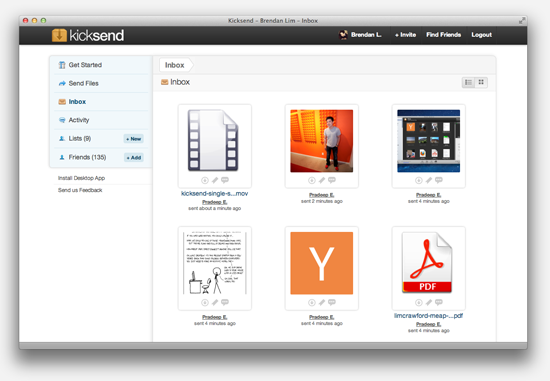 Kicksend – Brendan Lim – Inbox
kicksend
Brendan L. + Invite Find Friends Logout
Get Started
Send Files
Inbox
Activity
Lists (9) + New
Friends (135) + Add
Install Desktop App
Send us Feedback
Inbox
Inbox
kicksend-single-s...mov
Pradeep E.
sent about a minute ago
Pradeep E.
sent 2 minutes ago
Pradeep E.
sent 4 minutes ago
Pradeep E.
sent 4 minutes ago
Y
Pradeep E.
sent 4 minutes ago
PDF
limcrawford-meap-...pdf
Pradeep E.
sent 4 minutes ago